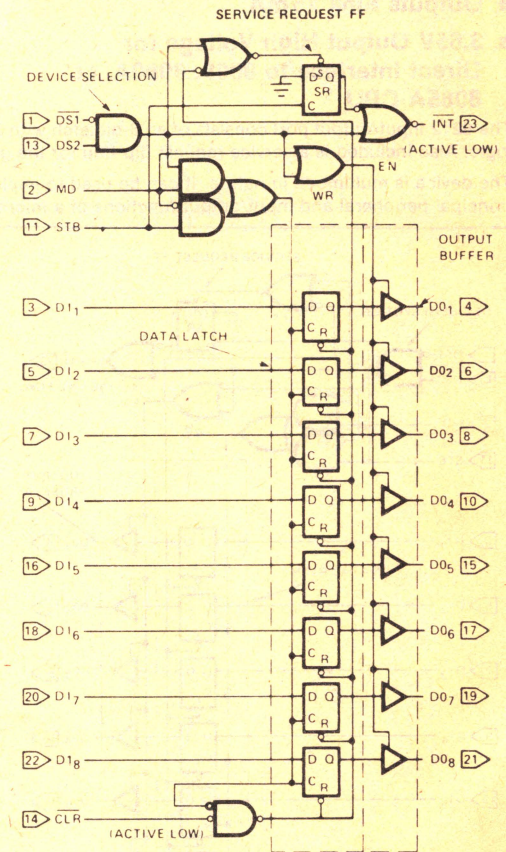 SERVICE REQUEST FF
DEVICE SELECTION
S
D Q
SR
C
1 DS1
13 DS2
INT 23
(ACTIVE LOW)
EN
2 MD
WR
11 STB
OUTPUT
BUFFER
3 DI1 D Q C R DO1 4
DATA LATCH
5 DI2 D Q C R DO2 6
7 DI3 D Q C R DO3 8
9 DI4 D Q C R DO4 10
16 DI5 D Q C R DO5 15
18 DI6 D Q C R DO6 17
20 DI7 D Q C R DO7 19
22 DI8 D Q C R DO8 21
14 CLR
(ACTIVE LOW)